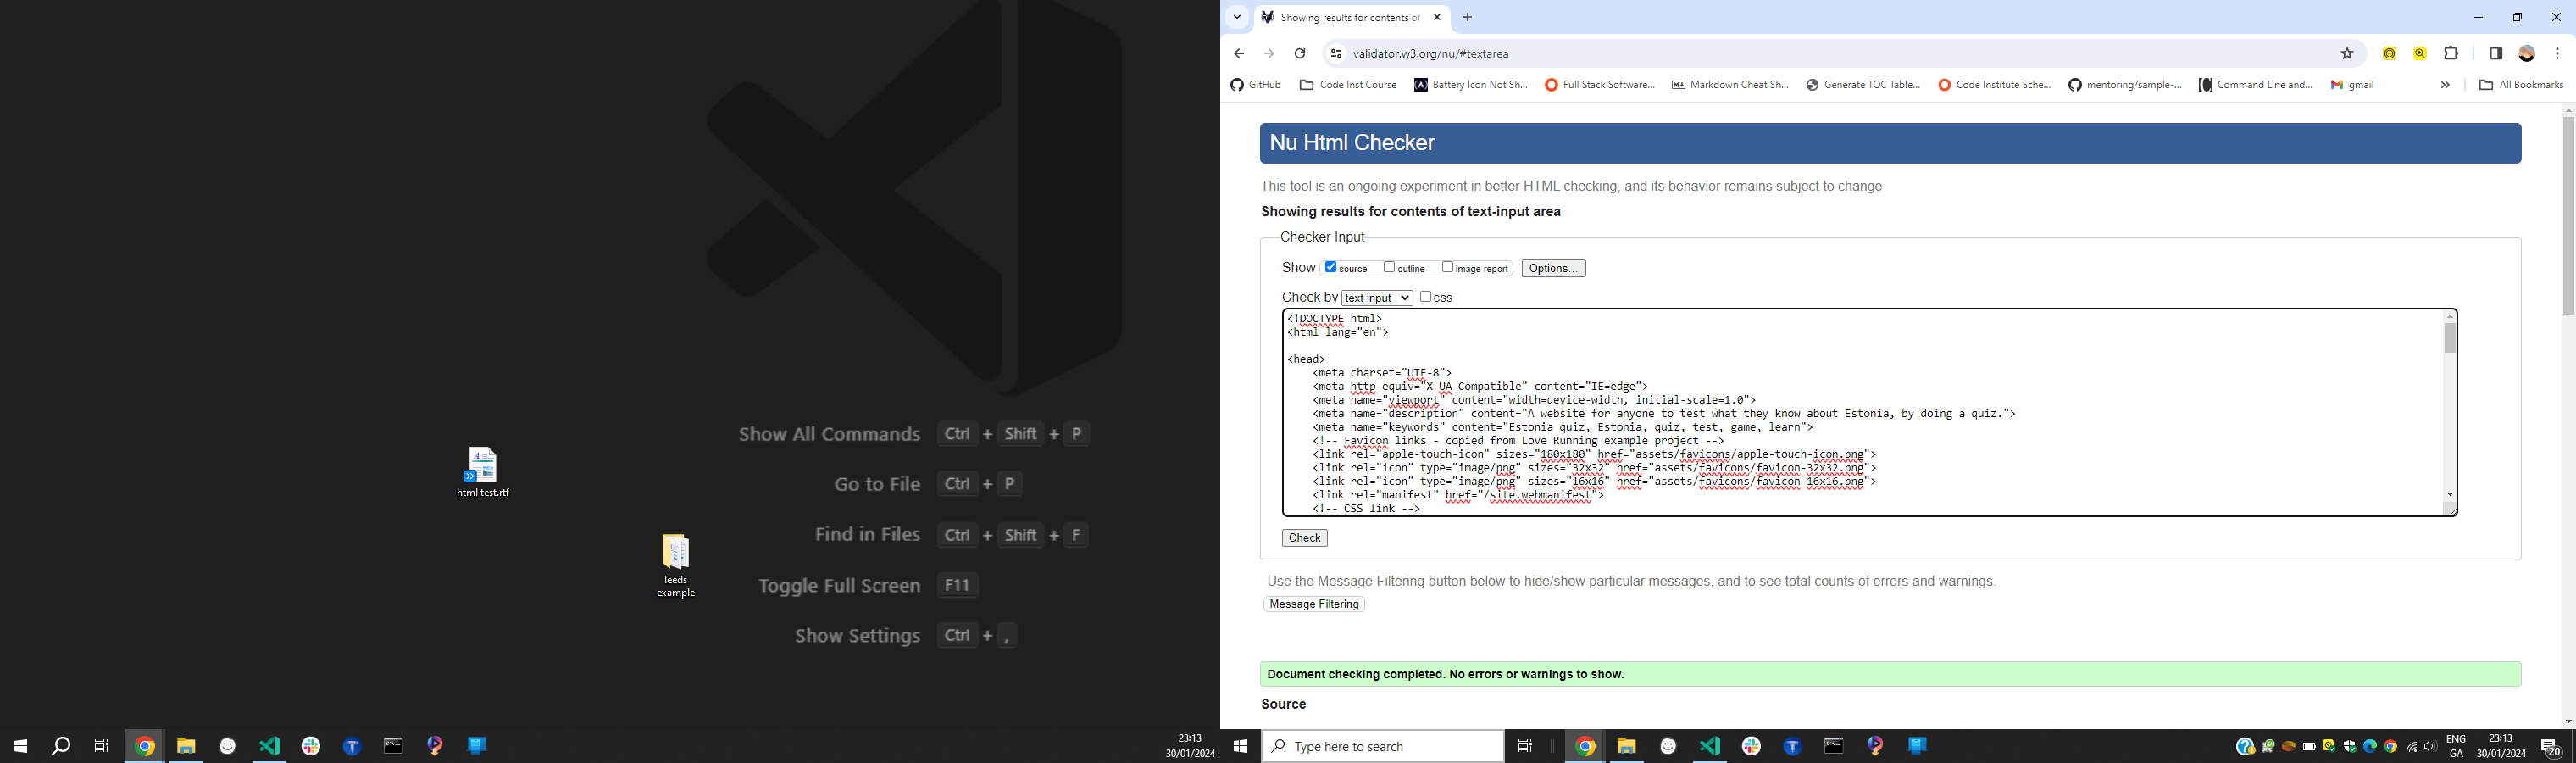 Show All Commands Ctrl + Shift + P
Go to File Ctrl + P
Find in Files Ctrl + Shift + F
Toggle Full Screen F11
Show Settings Ctrl + ,
html test.rtf
leeds
example
23:13
30/01/2024
Showing results for contents of
validator.w3.org/nu/#textarea
GitHub
Code Inst Course
Battery Icon Not Sh...
Full Stack Software...
Markdown Cheat Sh...
Generate TOC Table...
Code Institute Sche...
mentoring/sample-...
Command Line and...
gmail
All Bookmarks
Nu Html Checker
This tool is an ongoing experiment in better HTML checking, and its behavior remains subject to change
Showing results for contents of text-input area
Checker Input
Show source outline image report Options...
Check by text input css
<!DOCTYPE html>
<html lang="en">
<head>
<meta charset="UTF-8">
<meta http-equiv="X-UA-Compatible" content="IE=edge">
<meta name="viewport" content="width=device-width, initial-scale=1.0">
<meta name="description" content="A website for anyone to test what they know about Estonia, by doing a quiz.">
<meta name="keywords" content="Estonia quiz, Estonia, quiz, test, game, learn">
<!-- Favicon links - copied from Love Running example project -->
<link rel="apple-touch-icon" sizes="180x180" href="assets/favicons/apple-touch-icon.png">
<link rel="icon" type="image/png" sizes="32x32" href="assets/favicons/favicon-32x32.png">
<link rel="icon" type="image/png" sizes="16x16" href="assets/favicons/favicon-16x16.png">
<link rel="manifest" href="/site.webmanifest">
<!-- CSS link -->
Check
Use the Message Filtering button below to hide/show particular messages, and to see total counts of errors and warnings.
Message Filtering
Document checking completed. No errors or warnings to show.
Source
Type here to search
ENG
GA
23:13
30/01/2024
20